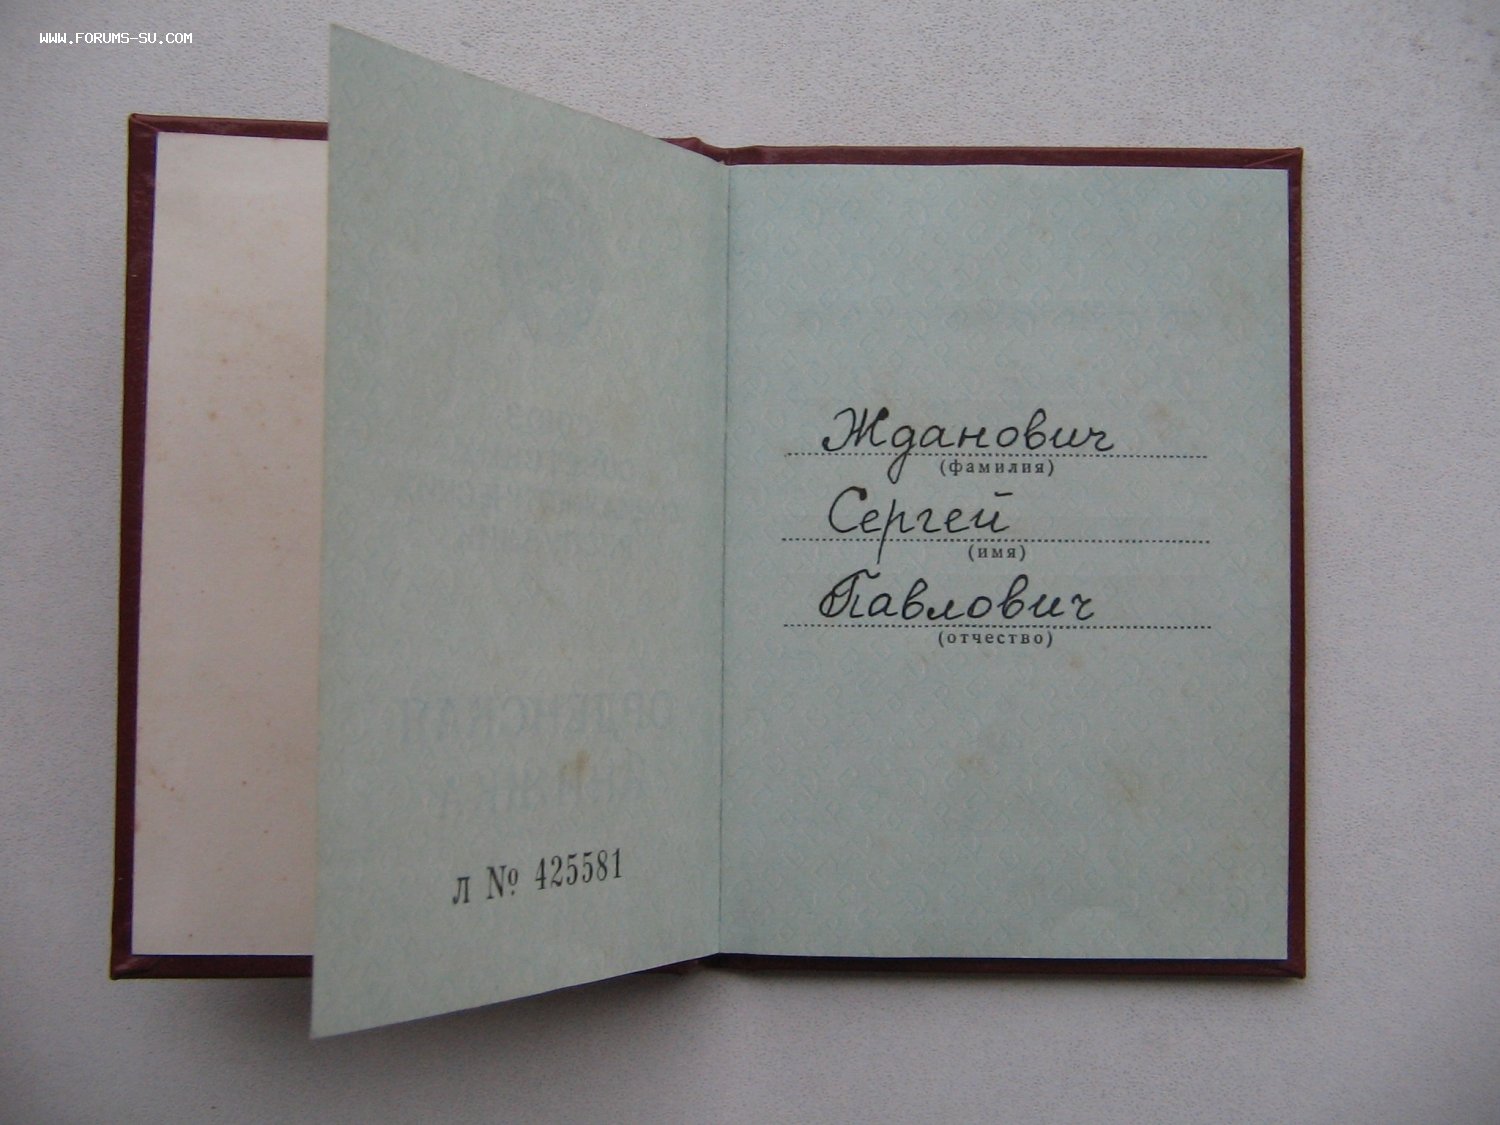 WWW.FORUMS-SU.COM
л № 425581
Жданович
(фамилия)
Сергей
(имя)
Павлович
(отчество)